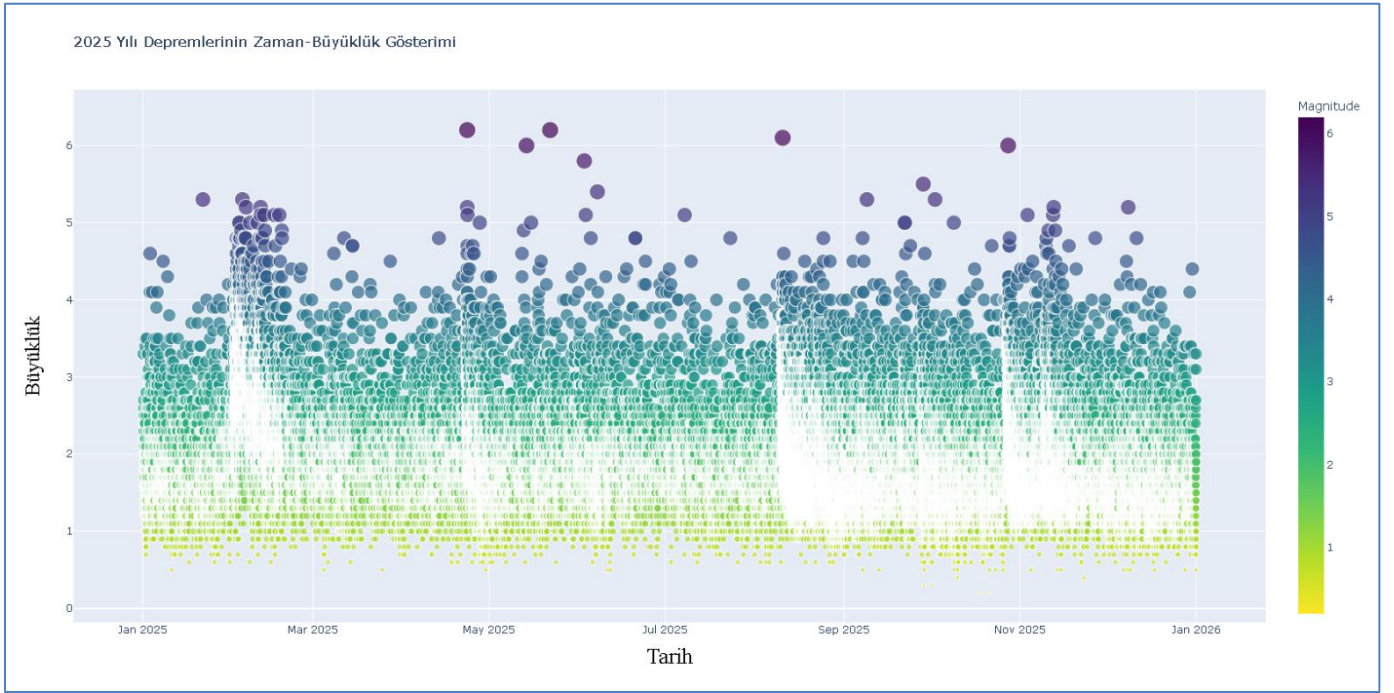 2025 Yılı Depremlerinin Zaman-Büyüklük Gösterimi
Magnitude
6
5
4
3
2
1
Büyüklük
6
5
4
3
2
1
0
Jan 2025
Mar 2025
May 2025
Jul 2025
Sep 2025
Nov 2025
Jan 2026
Tarih